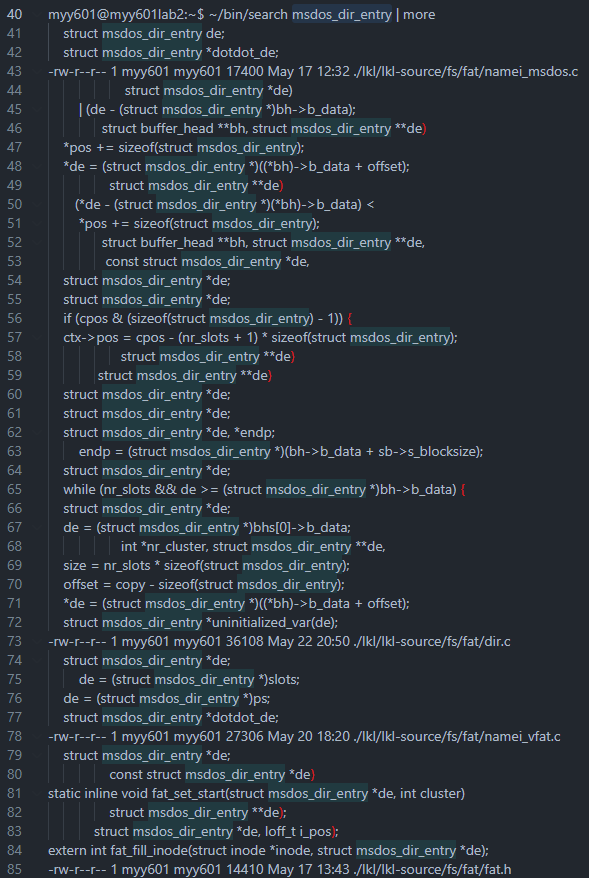 40 myy601@myy601lab2:~$ ~/bin/search msdos_dir_entry | more
41 struct msdos_dir_entry de;
42 struct msdos_dir_entry *dotdot_de;
43 -rw-r--r-- 1 myy601 myy601 17400 May 17 12:32 ./lkl/lkl-source/fs/fat/namei_msdos.c
44 struct msdos_dir_entry *de)
45 | (de - (struct msdos_dir_entry *)bh->b_data);
46 struct buffer_head **bh, struct msdos_dir_entry **de)
47 *pos += sizeof(struct msdos_dir_entry);
48 *de = (struct msdos_dir_entry *)((*bh)->b_data + offset);
49 struct msdos_dir_entry **de)
50 (*de - (struct msdos_dir_entry *)(*bh)->b_data) <
51 *pos += sizeof(struct msdos_dir_entry);
52 struct buffer_head **bh, struct msdos_dir_entry **de,
53 const struct msdos_dir_entry *de,
54 struct msdos_dir_entry *de;
55 struct msdos_dir_entry *de;
56 if (cpos & (sizeof(struct msdos_dir_entry) - 1)) {
57 ctx->pos = cpos - (nr_slots + 1) * sizeof(struct msdos_dir_entry);
58 struct msdos_dir_entry **de)
59 struct msdos_dir_entry **de)
60 struct msdos_dir_entry *de;
61 struct msdos_dir_entry *de;
62 struct msdos_dir_entry *de, *endp;
63 endp = (struct msdos_dir_entry *)(bh->b_data + sb->s_blocksize);
64 struct msdos_dir_entry *de;
65 while (nr_slots && de >= (struct msdos_dir_entry *)bh->b_data) {
66 struct msdos_dir_entry *de;
67 de = (struct msdos_dir_entry *)bhs[0]->b_data;
68 int *nr_cluster, struct msdos_dir_entry **de,
69 size = nr_slots * sizeof(struct msdos_dir_entry);
70 offset = copy - sizeof(struct msdos_dir_entry);
71 *de = (struct msdos_dir_entry *)((*bh)->b_data + offset);
72 struct msdos_dir_entry *uninitialized_var(de);
73 -rw-r--r-- 1 myy601 myy601 36108 May 22 20:50 ./lkl/lkl-source/fs/fat/dir.c
74 struct msdos_dir_entry *de;
75 de = (struct msdos_dir_entry *)slots;
76 de = (struct msdos_dir_entry *)ps;
77 struct msdos_dir_entry *dotdot_de;
78 -rw-r--r-- 1 myy601 myy601 27306 May 20 18:20 ./lkl/lkl-source/fs/fat/namei_vfat.c
79 struct msdos_dir_entry *de;
80 const struct msdos_dir_entry *de)
81 static inline void fat_set_start(struct msdos_dir_entry *de, int cluster)
82 struct msdos_dir_entry **de);
83 struct msdos_dir_entry *de, loff_t i_pos);
84 extern int fat_fill_inode(struct inode *inode, struct msdos_dir_entry *de);
85 -rw-r--r-- 1 myy601 myy601 14410 May 17 13:43 ./lkl/lkl-source/fs/fat/fat.h